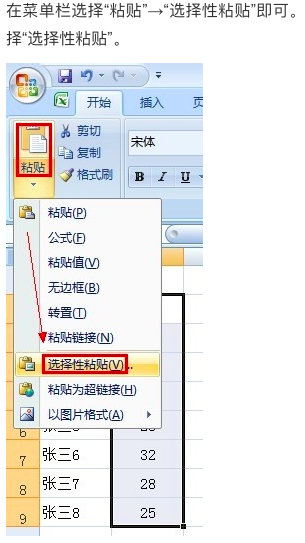 在菜单栏选择“粘贴”→“选择性粘贴”即可。
择“选择性粘贴”。
开始 插入
剪切
粘贴 复制 宋体
格式刷 B I U
粘贴(P)
公式(F)
粘贴值(V)
无边框(B)
转置(T)
粘贴链接(N)
选择性粘贴(V)...
粘贴为超链接(H)
以图片格式(A)
6
7 张三6 32
8 张三7 28
9 张三8 25